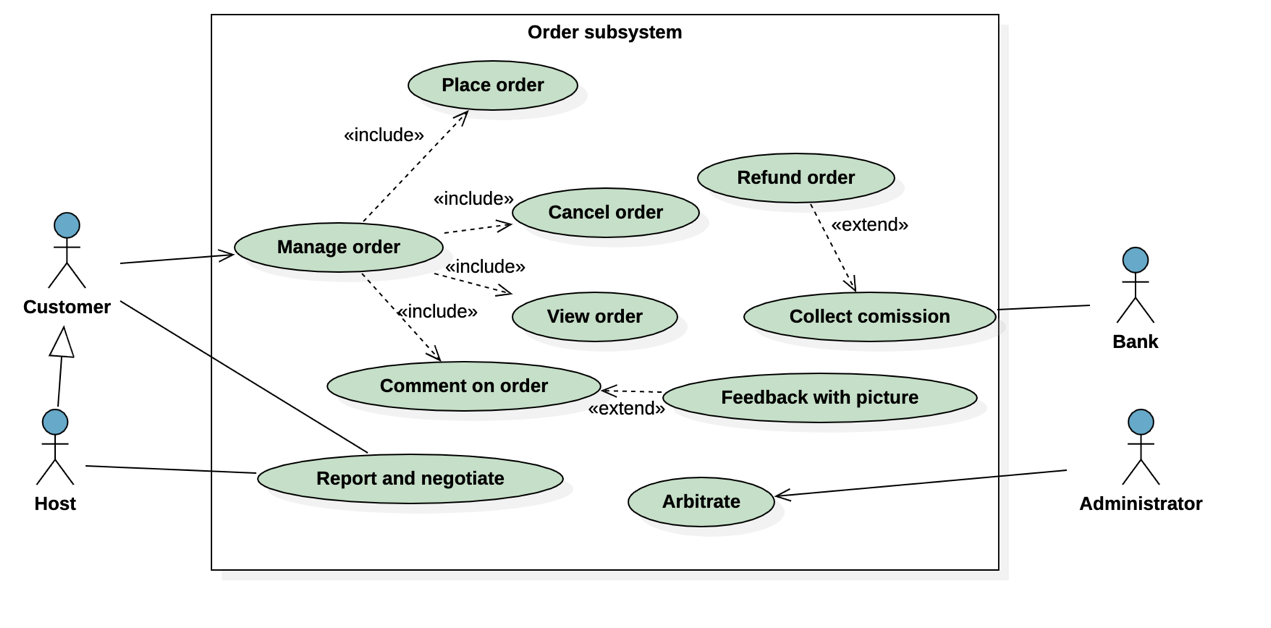 Order subsystem
Place order
«include»
Refund order
«include»
Cancel order
«extend»
Manage order
«include»
Customer
«include»
View order
Collect comission
Bank
Comment on order
Feedback with picture
«extend»
Report and negotiate
Host
Arbitrate
Administrator